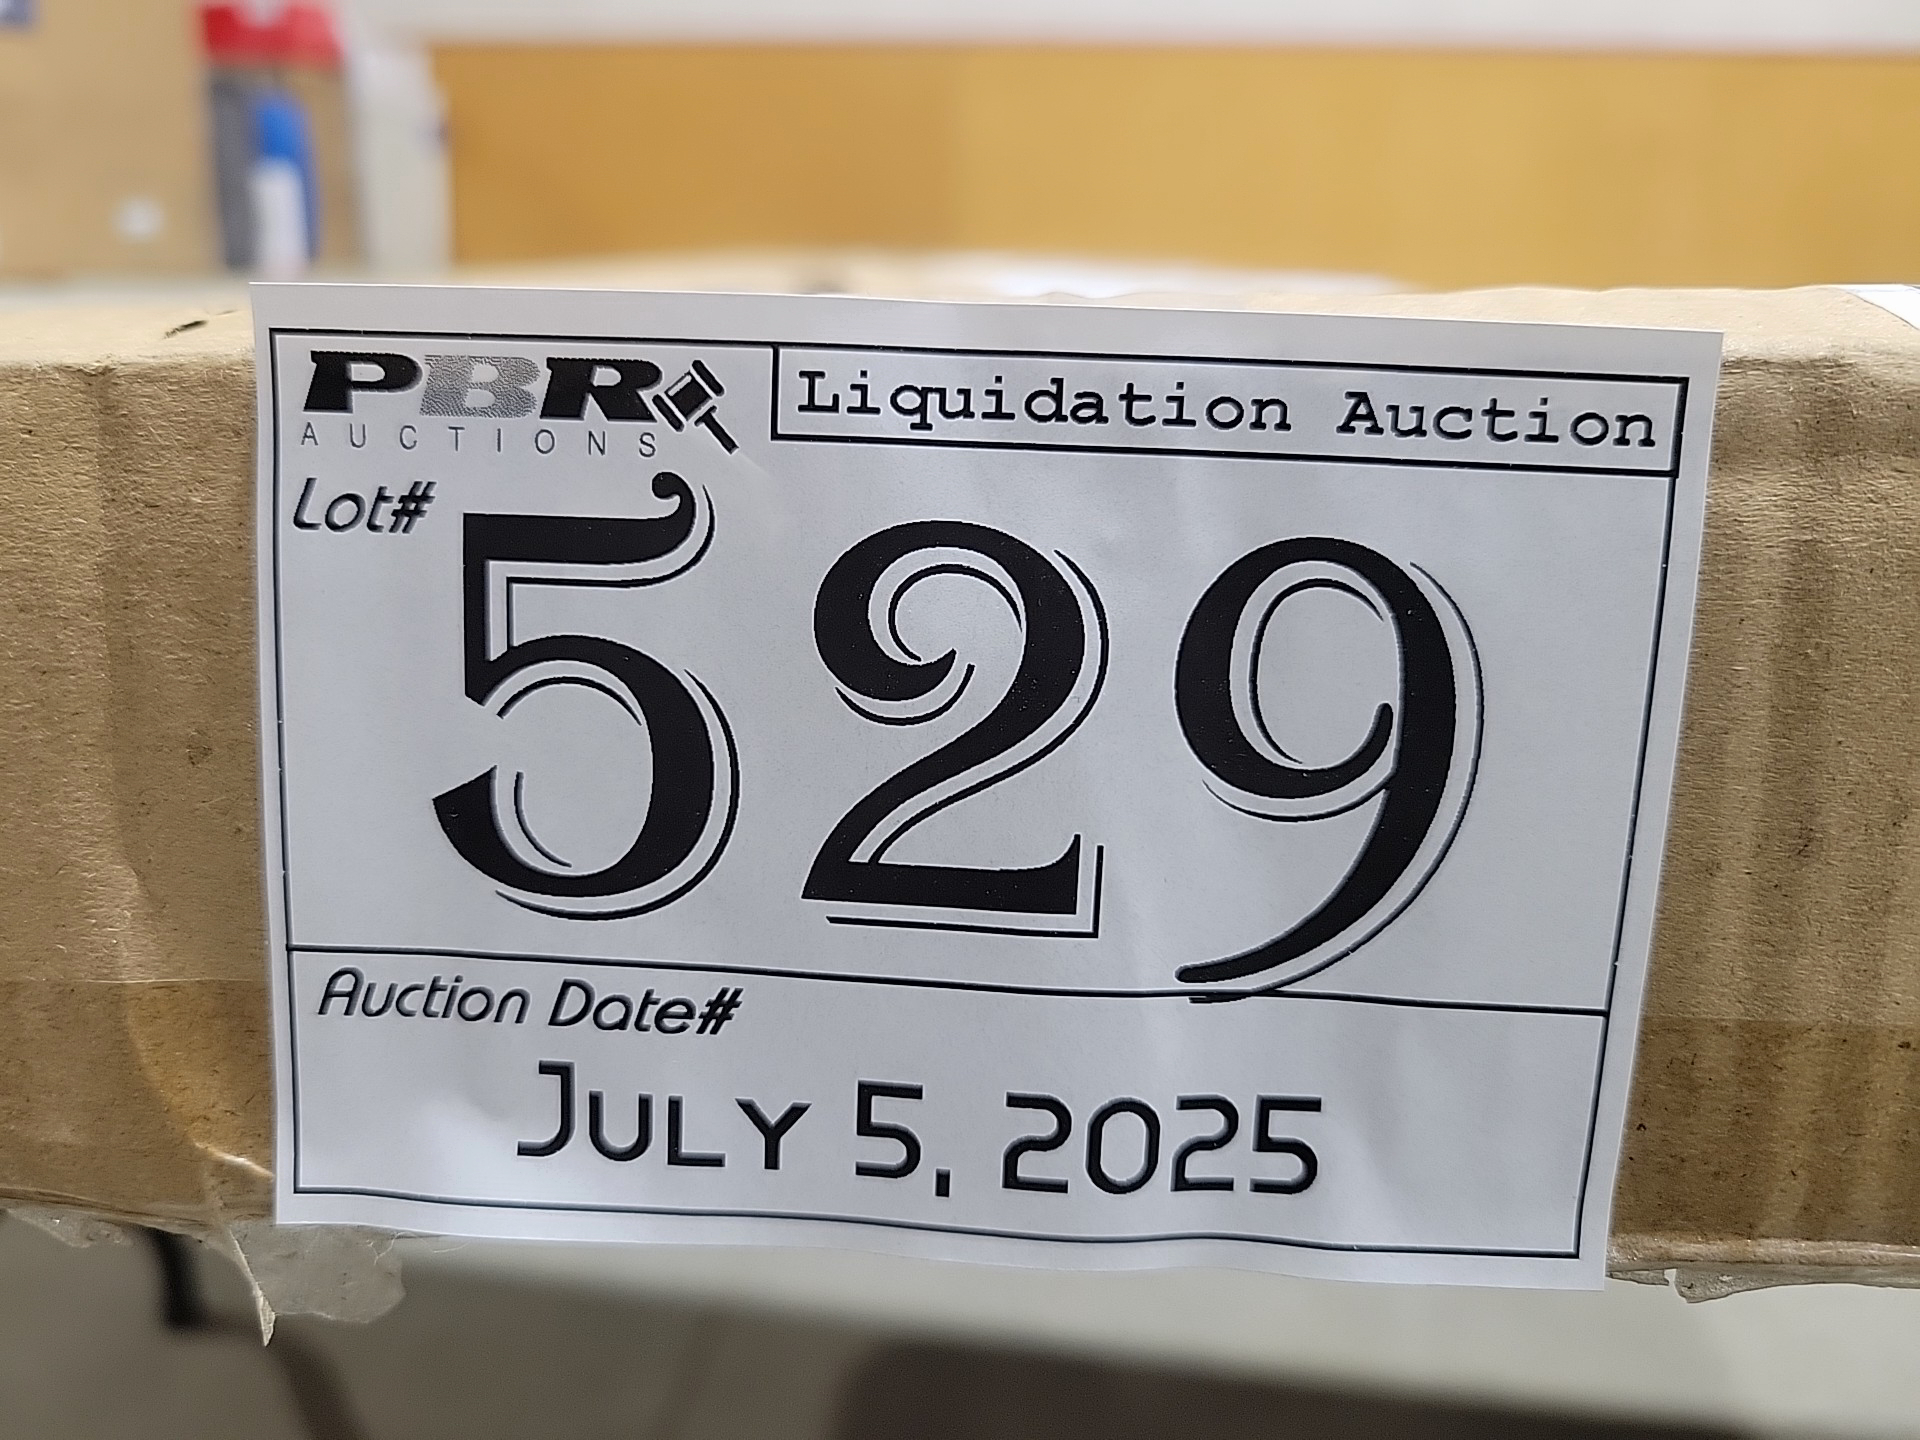 PBR
AUCTIONS
Liquidation Auction
Lot#
529
Auction Date#
JULY 5, 2025